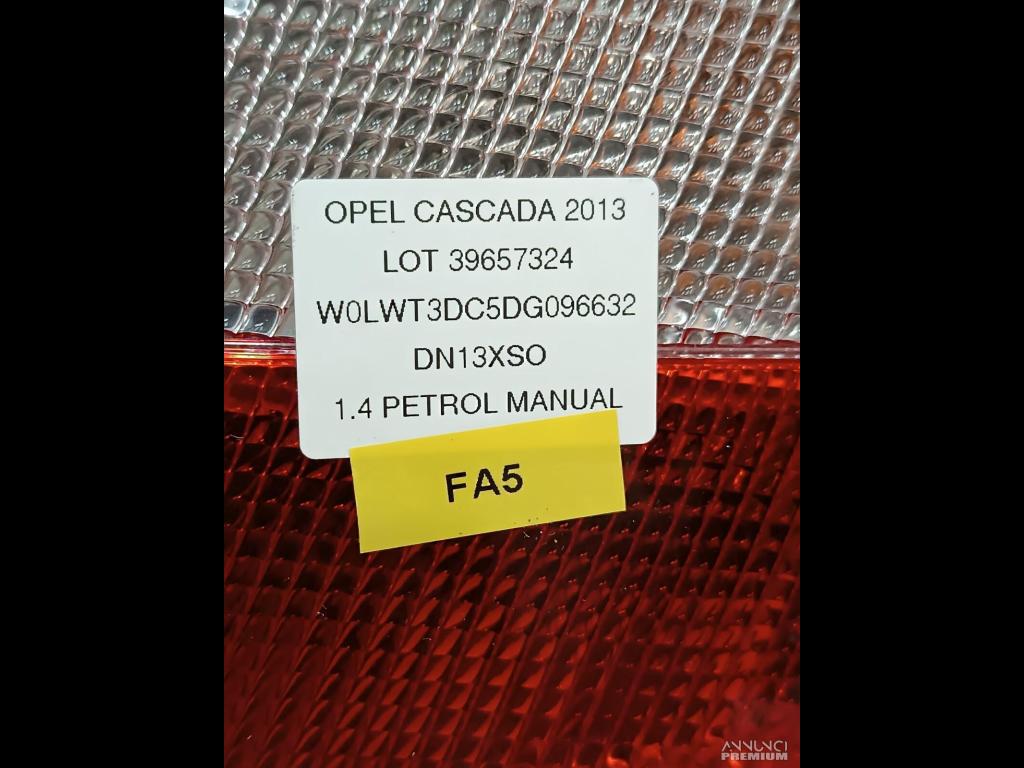 OPEL CASCADA 2013
LOT 39657324
W0LWT3DC5DG096632
DN13XSO
1.4 PETROL MANUAL
FA5
ANNUNCI
PREMIUM